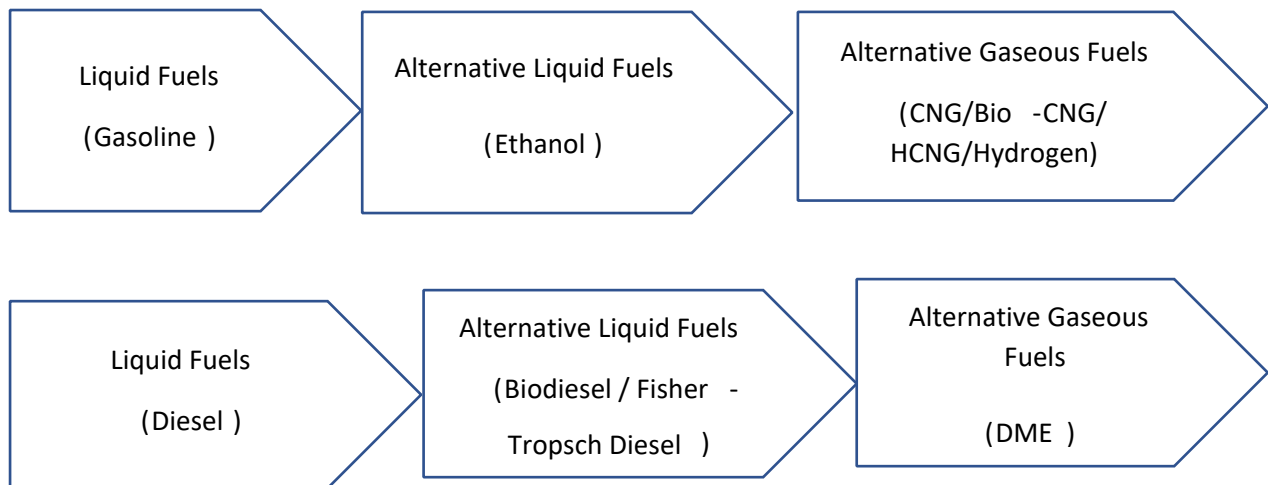 Liquid Fuels
(Gasoline )
Alternative Liquid Fuels
(Ethanol )
Alternative Gaseous Fuels
(CNG/Bio -CNG/
HCNG/Hydrogen)
Liquid Fuels
(Diesel )
Alternative Liquid Fuels
(Biodiesel / Fisher -
Tropsch Diesel )
Alternative Gaseous
Fuels
(DME )